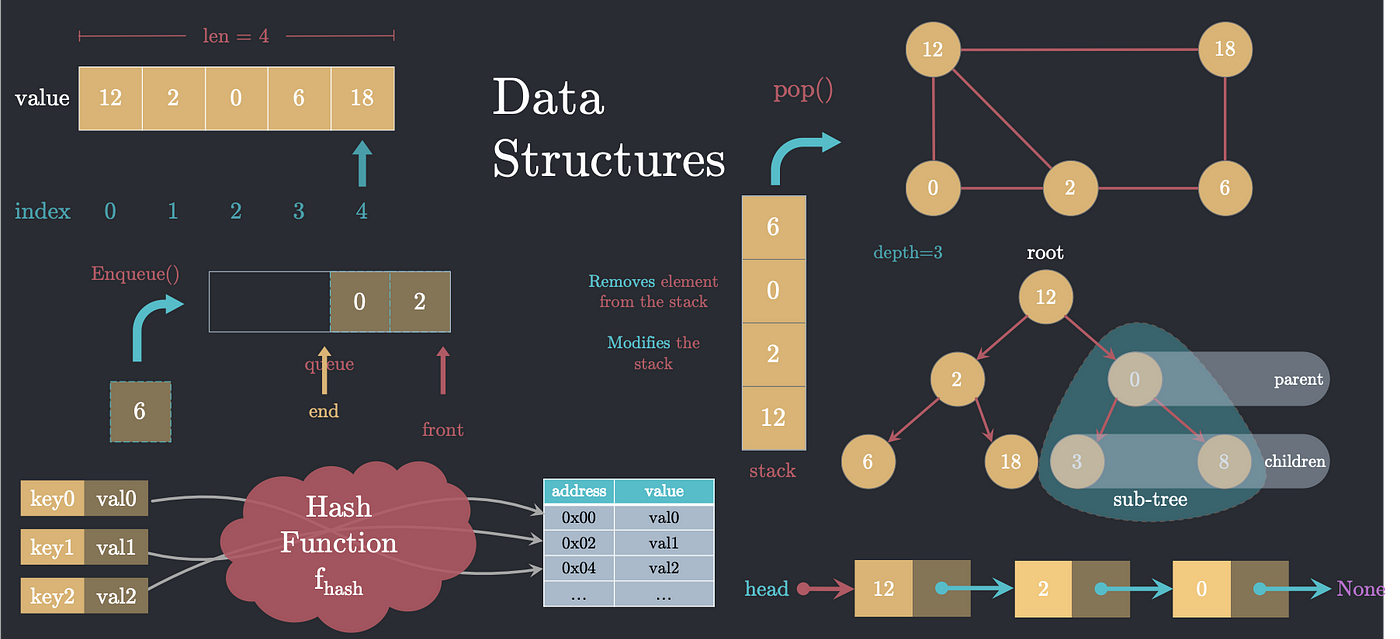 len = 4
value 12 2 0 6 18
index 0 1 2 3 4
Data
Structures
Enqueue()
0 2
queue
end
front
6
pop()
6
0
2
12
stack
Removes element
from the stack
Modifies the
stack
12 18
0 2 6
depth=3
root
12
2 0 parent
6 18 3 8 children
sub-tree
key0 val0
key1 val1
key2 val2
Hash
Function
fhash
address value
0x00 val0
0x02 val1
0x04 val2
... ...
head 12 2 0 None